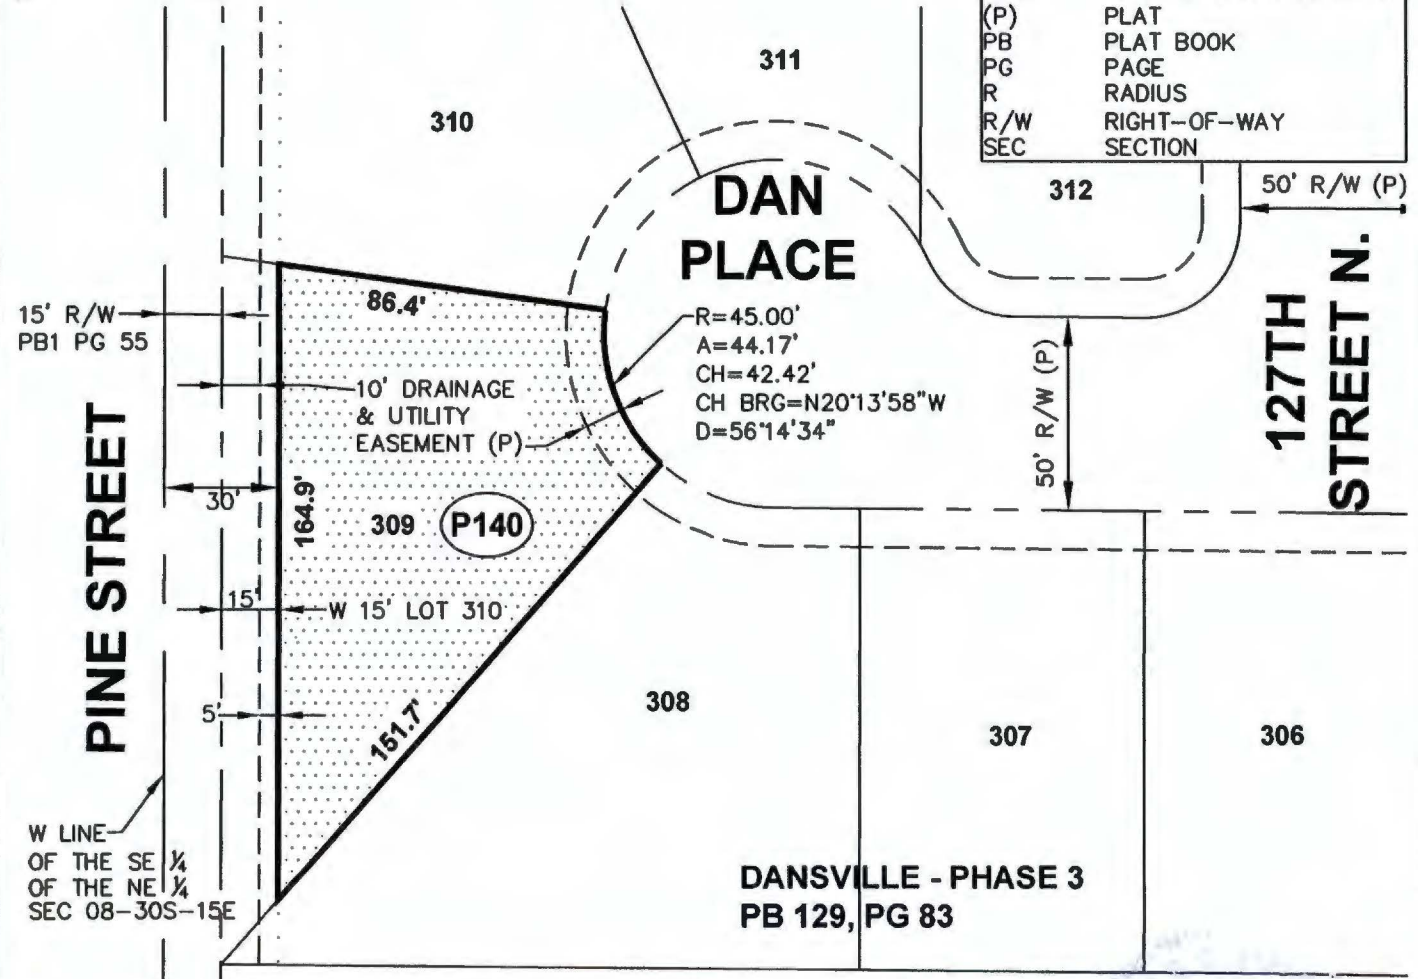 (P) PLAT
PB PLAT BOOK
PG PAGE
R RADIUS
R/W RIGHT-OF-WAY
SEC SECTION
311
310
312
50' R/W (P)
DAN
PLACE
127TH
STREET N.
86.4'
15' R/W
PB1 PG 55
R=45.00'
A=44.17'
CH=42.42'
CH BRG=N20°13'58"W
D=56°14'34"
10' DRAINAGE
& UTILITY
EASEMENT (P)
50' R/W (P)
PINE STREET
30'
164.9'
309
P140
15'
W 15' LOT 310
5'
151.7'
308
307
306
W LINE
OF THE SE ¼
OF THE NE ¼
SEC 08-30S-15E
DANSVILLE - PHASE 3
PB 129, PG 83